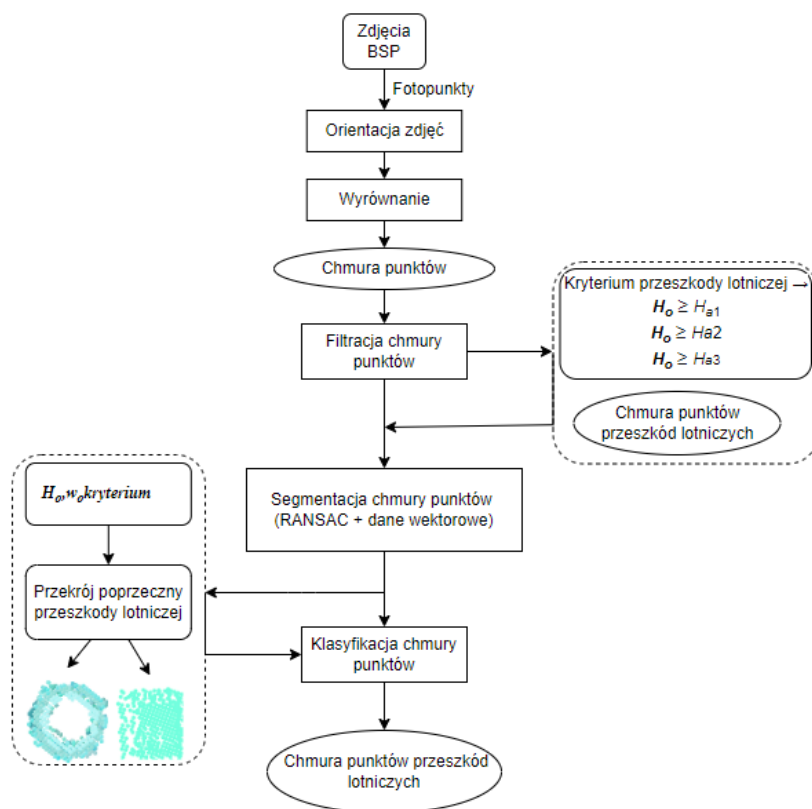 Zdjęcia
BSP
Fotopunkty
Orientacja zdjęć
Wyrównanie
Chmura punktów
Kryterium przeszkody lotniczej →
Hₒ ≥ Hₐ₁
Hₒ ≥ Ha2
Hₒ ≥ Hₐ₃
Filtracja chmury
punktów
Chmura punktów
przeszkód lotniczych
Hₒ,wₒkryterium
Segmentacja chmury punktów
(RANSAC + dane wektorowe)
Przekrój poprzeczny
przeszkody lotniczej
Klasyfikacja chmury
punktów
Chmura punktów przeszkód
lotniczych